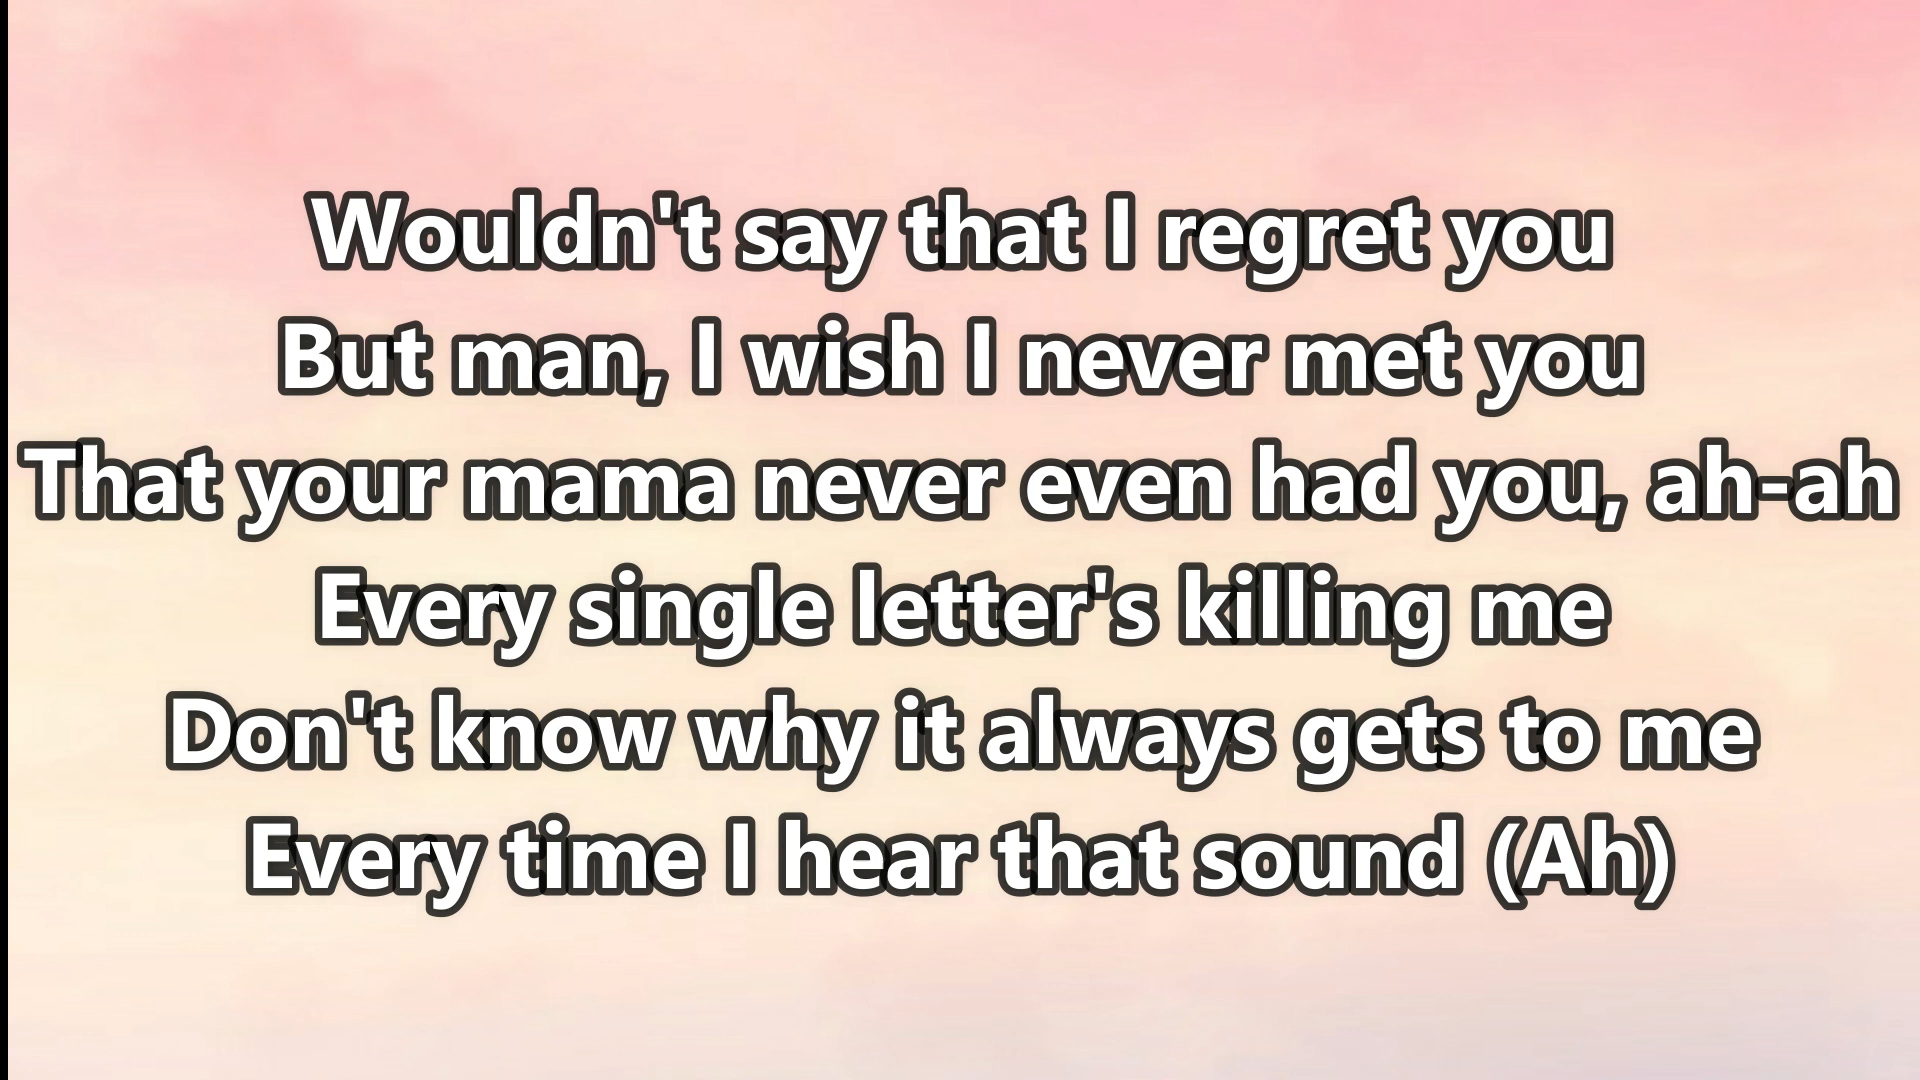 Wouldn't say that I regret you
But man, I wish I never met you
That your mama never even had you, ah-ah
Every single letter's killing me
Don't know why it always gets to me
Every time I hear that sound (Ah)